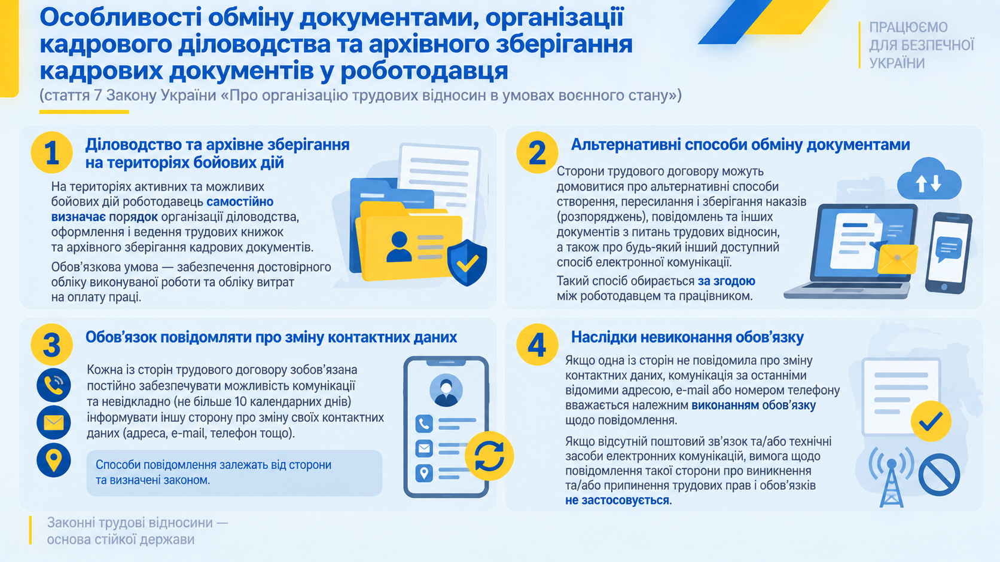 Особливості обміну документами, організації
кадрового діловодства та архівного зберігання
кадрових документів у роботодавця
(стаття 7 Закону України «Про організацію трудових відносин в умовах воєнного стану»)
ПРАЦЮЄМО
ДЛЯ БЕЗПЕЧНОЇ
УКРАЇНИ
1
Діловодство та архівне зберігання
на територіях бойових дій
На територіях активних та можливих
бойових дій роботодавець самостійно
визначає порядок організації діловодства,
оформлення і ведення трудових книжок
та архівного зберігання кадрових документів.
Обов’язкова умова — забезпечення достовірного
обліку виконуваної роботи та обліку витрат
на оплату праці.
2
Альтернативні способи обміну документами
Сторони трудового договору можуть
домовитися про альтернативні способи
створення, пересилання і зберігання наказів
(розпоряджень), повідомлень та інших
документів з питань трудових відносин,
а також про будь-який інший доступний
спосіб електронної комунікації.
Такий спосіб обирається за згодою
між роботодавцем та працівником.
3
Обов’язок повідомляти про зміну контактних даних
Кожна із сторін трудового договору зобов’язана
постійно забезпечувати можливість комунікації
та невідкладно (не більше 10 календарних днів)
інформувати іншу сторону про зміну своїх контактних
даних (адреса, e-mail, телефон тощо).
Способи повідомлення залежать від сторони
та визначені законом.
4
Наслідки невиконання обов’язку
Якщо одна із сторін не повідомила про зміну
контактних даних, комунікація за останніми
відомими адресою, e-mail або номером телефону
вважається належним виконанням обов’язку
щодо повідомлення.
Якщо відсутній поштовий зв’язок та/або технічні
засоби електронних комунікацій, вимога щодо
повідомлення такої сторони про виникнення
та/або припинення трудових прав і обов’язків
не застосовується.
Законні трудові відносини —
основа стійкої держави